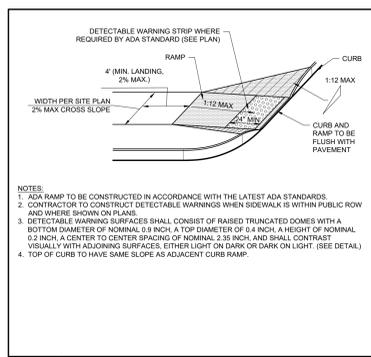 DETECTABLE WARNING STRIP WHERE
REQUIRED BY ADA STANDARD (SEE PLAN)
RAMP
CURB
4' (MIN. LANDING,
2% MAX.)
1:12 MAX
WIDTH PER SITE PLAN
2% MAX CROSS SLOPE
1:12 MAX
24" MIN
CURB AND
RAMP TO BE
FLUSH WITH
PAVEMENT
NOTES:
1. ADA RAMP TO BE CONSTRUCTED IN ACCORDANCE WITH THE LATEST ADA STANDARDS.
2. CONTRACTOR TO CONSTRUCT DETECTABLE WARNINGS WHEN SIDEWALK IS WITHIN PUBLIC ROW
AND WHERE SHOWN ON PLANS.
3. DETECTABLE WARNING SURFACES SHALL CONSIST OF RAISED TRUNCATED DOMES WITH A
BOTTOM DIAMETER OF NOMINAL 0.9 INCH, A TOP DIAMETER OF 0.4 INCH, A HEIGHT OF NOMINAL
0.2 INCH, A CENTER TO CENTER SPACING OF NOMINAL 2.35 INCH, AND SHALL CONTRAST
VISUALLY WITH ADJOINING SURFACES, EITHER LIGHT ON DARK OR DARK ON LIGHT. (SEE DETAIL)
4. TOP OF CURB TO HAVE SAME SLOPE AS ADJACENT CURB RAMP.